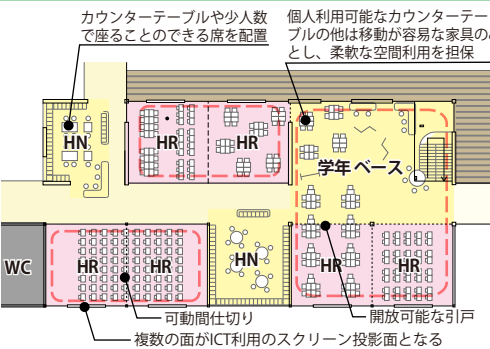 カウンターテーブルや少人数
で座ることのできる席を配置
個人利用可能なカウンターテー
ブルの他は移動が容易な家具のみ
とし、柔軟な空間利用を担保
HN
HR
HR
学年ベース
WC
HR
HR
HN
HR
HR
可動間仕切り
開放可能な引戸
複数の面がICT利用のスクリーン投影面となる